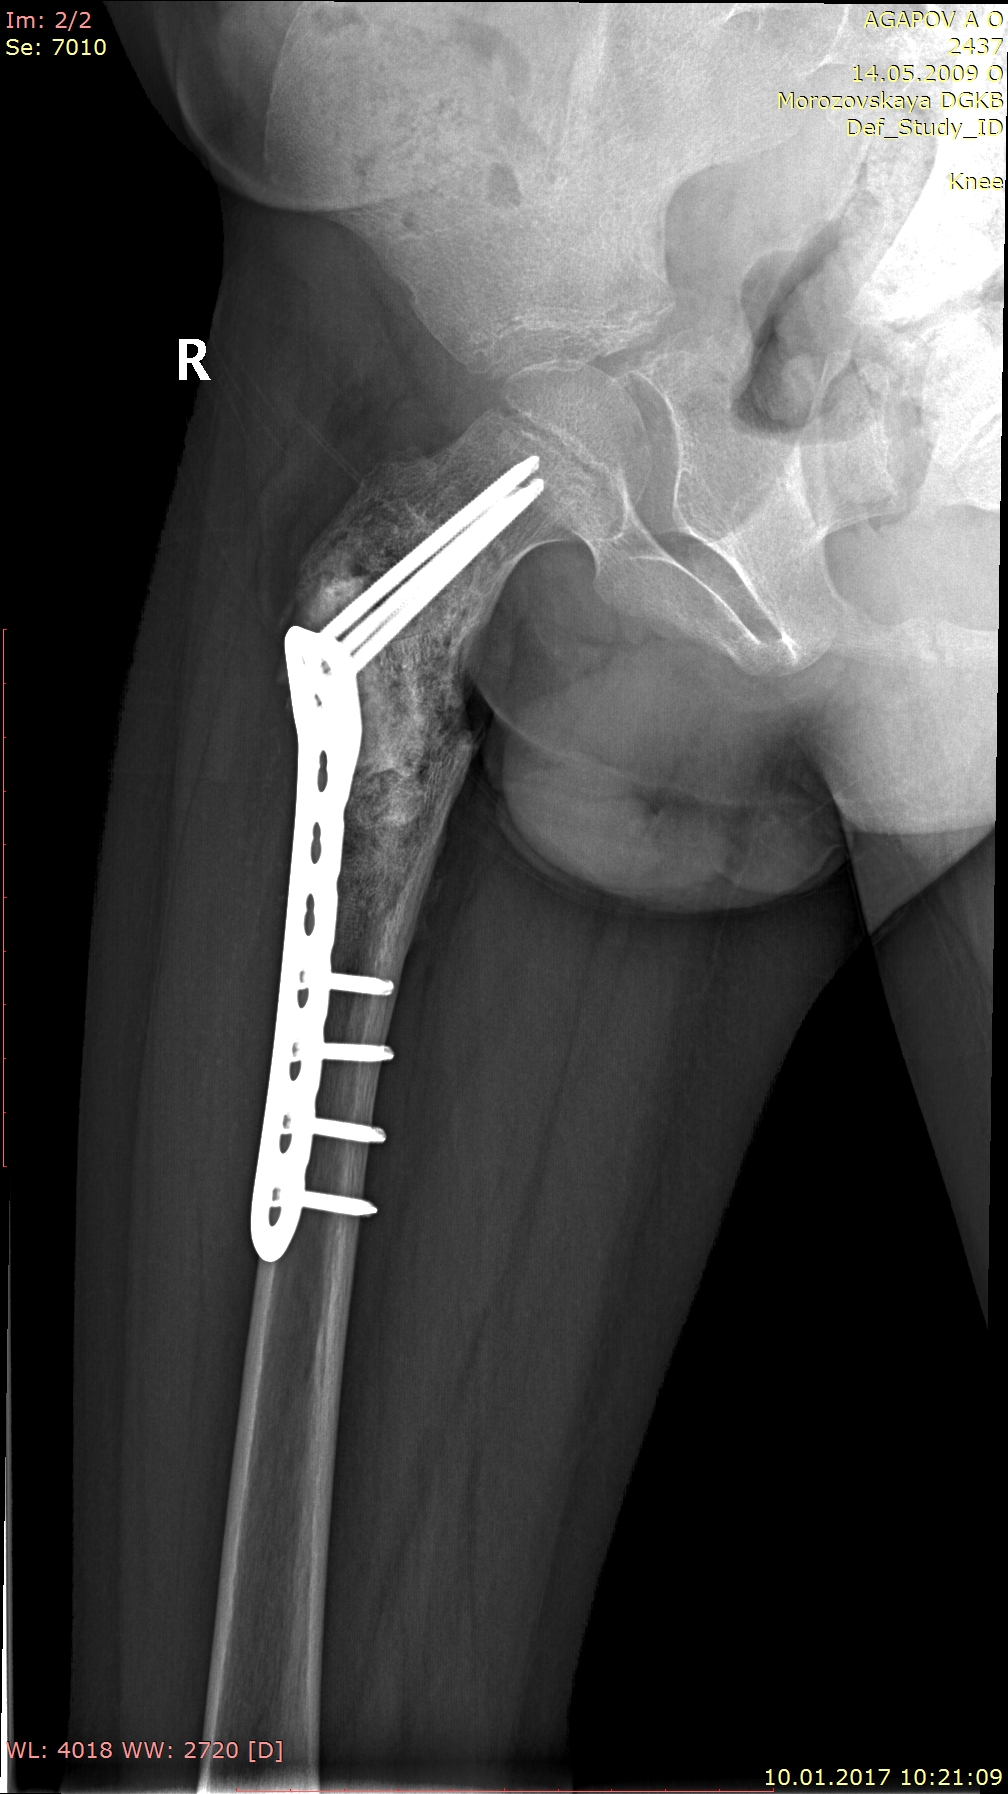 Im: 2/2
Se: 7010
AGAPOV A O
2437
14.05.2009 O
Morozovskaya DGKB
Def_Study_ID
Knee
R
WL: 4018 WW: 2720 [D]
10.01.2017 10:21:09